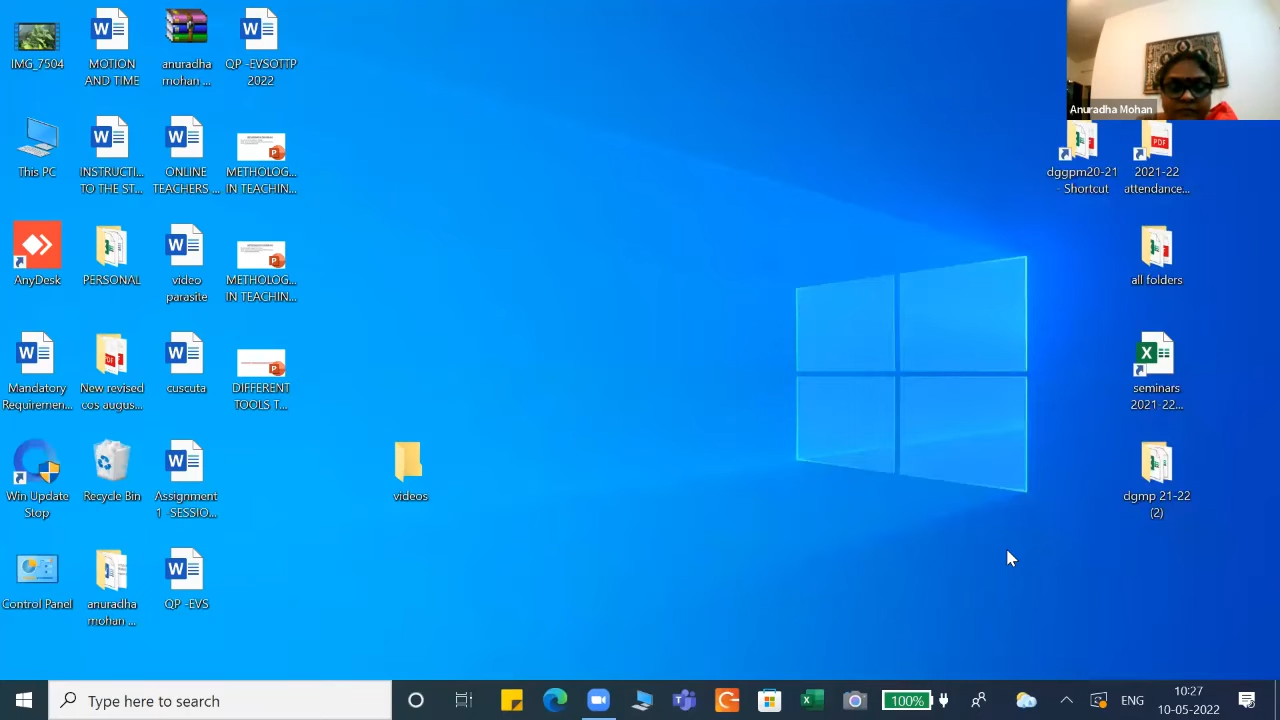 IMG_7504
MOTION
AND TIME
anuradha
mohan ...
QP -EVSOTTP
2022
Anuradha Mohan
This PC
INSTRUCTI...
TO THE ST...
ONLINE
TEACHERS ...
METHOLOG...
IN TEACHIN...
dggpm20-21
- Shortcut
2021-22
attendance...
AnyDesk
PERSONAL
video
parasite
METHOLOG...
IN TEACHIN...
all folders
Mandatory
Requiremen...
New revised
cos augus...
cuscuta
DIFFERENT
TOOLS T...
seminars
2021-22...
Win Update
Stop
Recycle Bin
Assignment
1 -SESSIO...
videos
dgmp 21-22
(2)
Control Panel
anuradha
mohan ...
QP -EVS
Type here to search
100%
ENG
10:27
10-05-2022